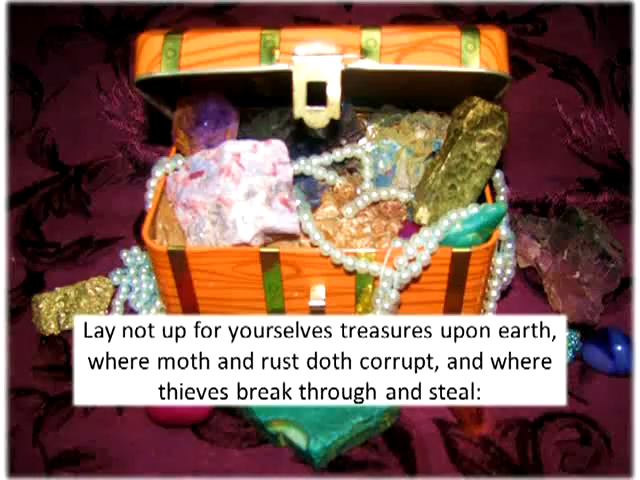 Lay not up for yourselves treasures upon earth,
where moth and rust doth corrupt, and where
thieves break through and steal: